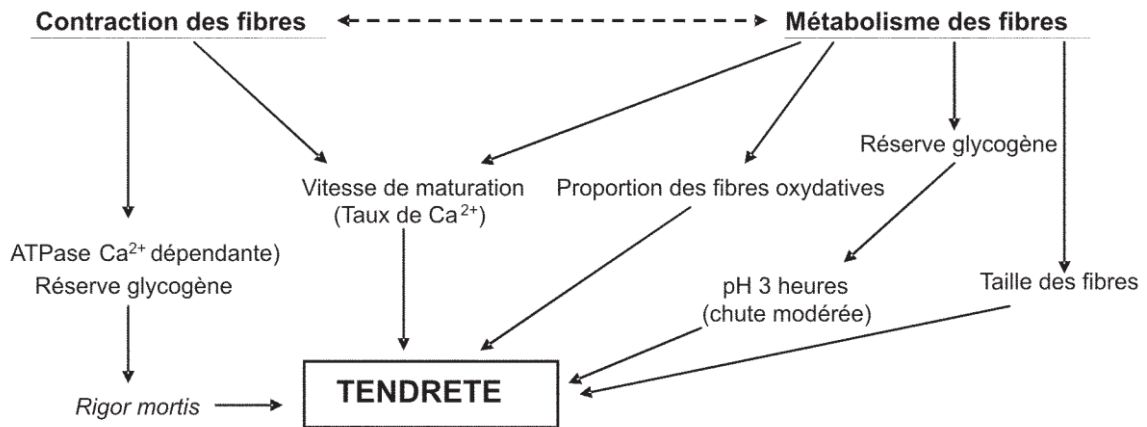 Contraction des fibres
Métabolisme des fibres
Réserve glycogène
Vitesse de maturation
(Taux de Ca²⁺)
Proportion des fibres oxydatives
ATPase Ca²⁺ dépendante)
Réserve glycogène
pH 3 heures
(chute modérée)
Taille des fibres
TENDRETE
Rigor mortis